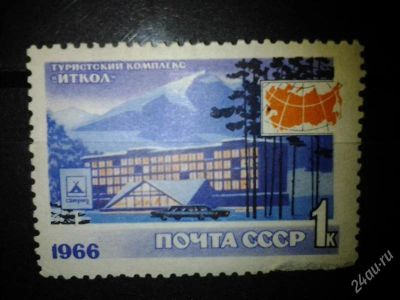 ТУРИСТСКИЙ КОМПЛЕКС
"ИТКОЛ"
1966
ПОЧТА СССР 1К
24au.ru